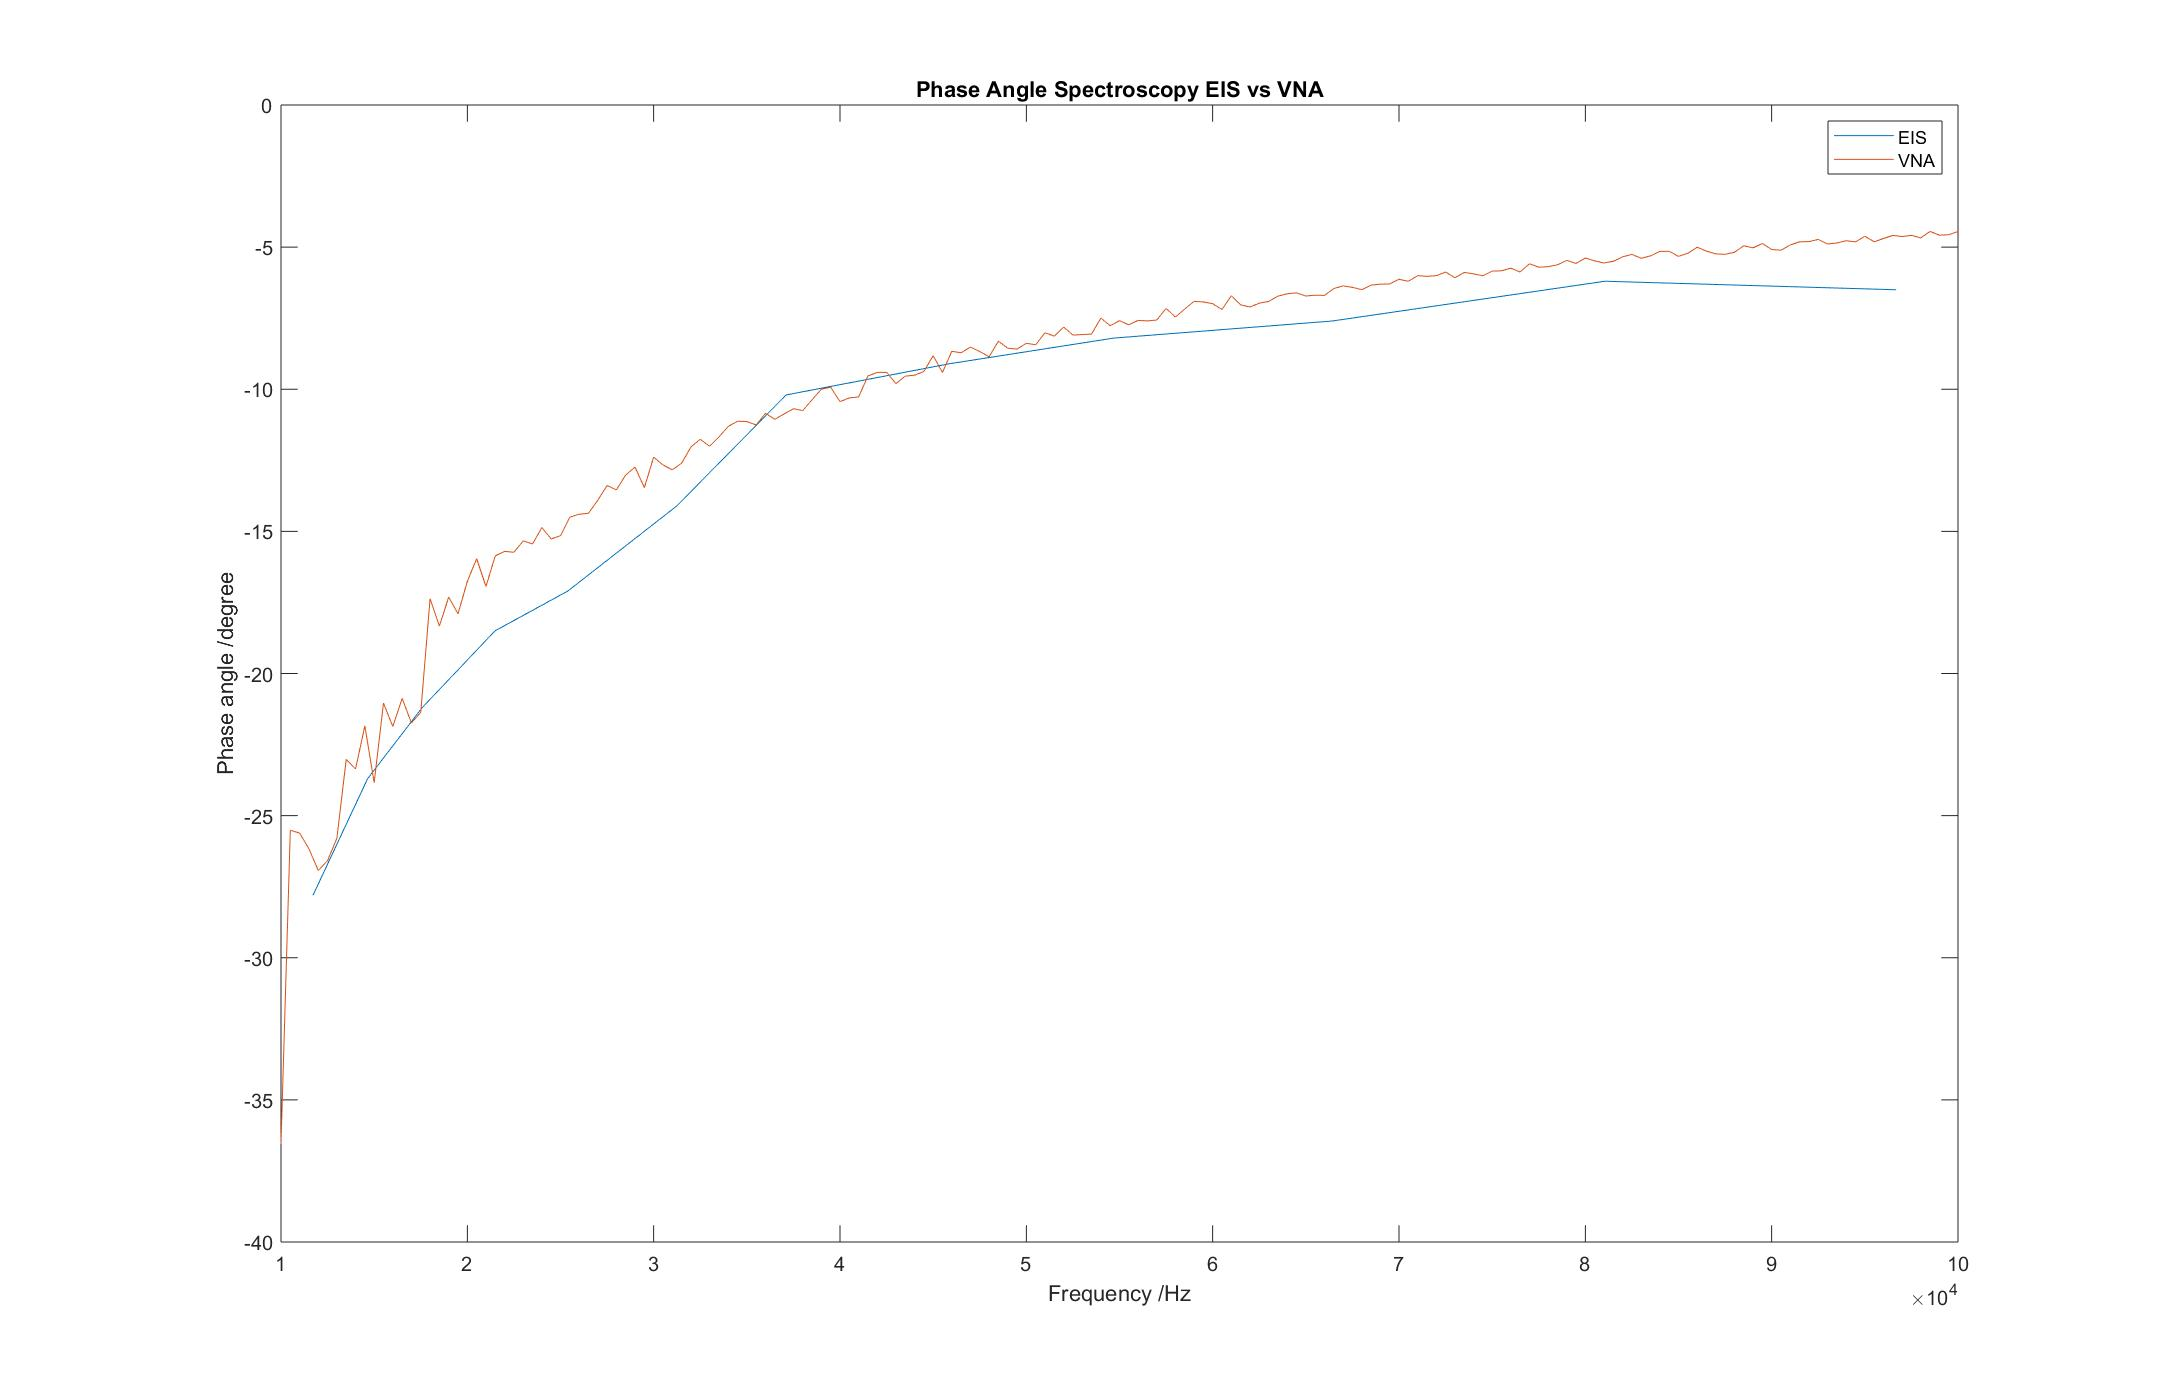 Phase Angle Spectroscopy EIS vs VNA
EIS
VNA
0
-5
-10
-15
-20
-25
-30
-35
-40
Phase angle /degree
1 2 3 4 5 6 7 8 9 10
Frequency /Hz
×10⁴